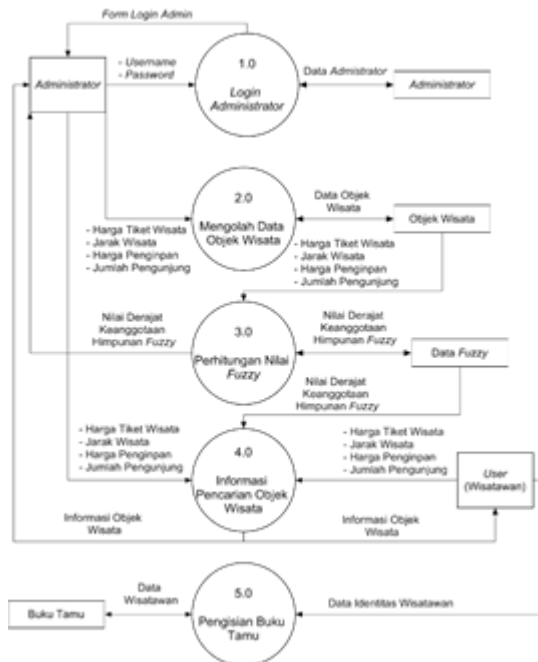 Form Login Admin
- Username
- Password
Administrator
1.0
Login
Administrator
Data Admistrator
Administrator
2.0
Mengolah Data
Objek Wisata
Data Objek
Wisata
Objek Wisata
- Harga Tiket Wisata
- Jarak Wisata
- Harga Penginpan
- Jumlah Pengunjung
- Harga Tiket Wisata
- Jarak Wisata
- Harga Penginpan
- Jumlah Pengunjung
Nilai Derajat
Keanggotaan
Himpunan Fuzzy
3.0
Perhitungan Nilai
Fuzzy
Nilai Derajat
Keanggotaan
Himpunan Fuzzy
Data Fuzzy
Nilai Derajat
Keanggotaan
Himpunan Fuzzy
- Harga Tiket Wisata
- Jarak Wisata
- Harga Penginpan
- Jumlah Pengunjung
4.0
Informasi
Pencarian Objek
Wisata
- Harga Tiket Wisata
- Jarak Wisata
- Harga Penginpan
- Jumlah Pengunjung
User
(Wisatawan)
Informasi Objek
Wisata
Informasi Objek
Wisata
Buku Tamu
Data
Wisatawan
5.0
Pengisian Buku
Tamu
Data Identitas Wisatawan